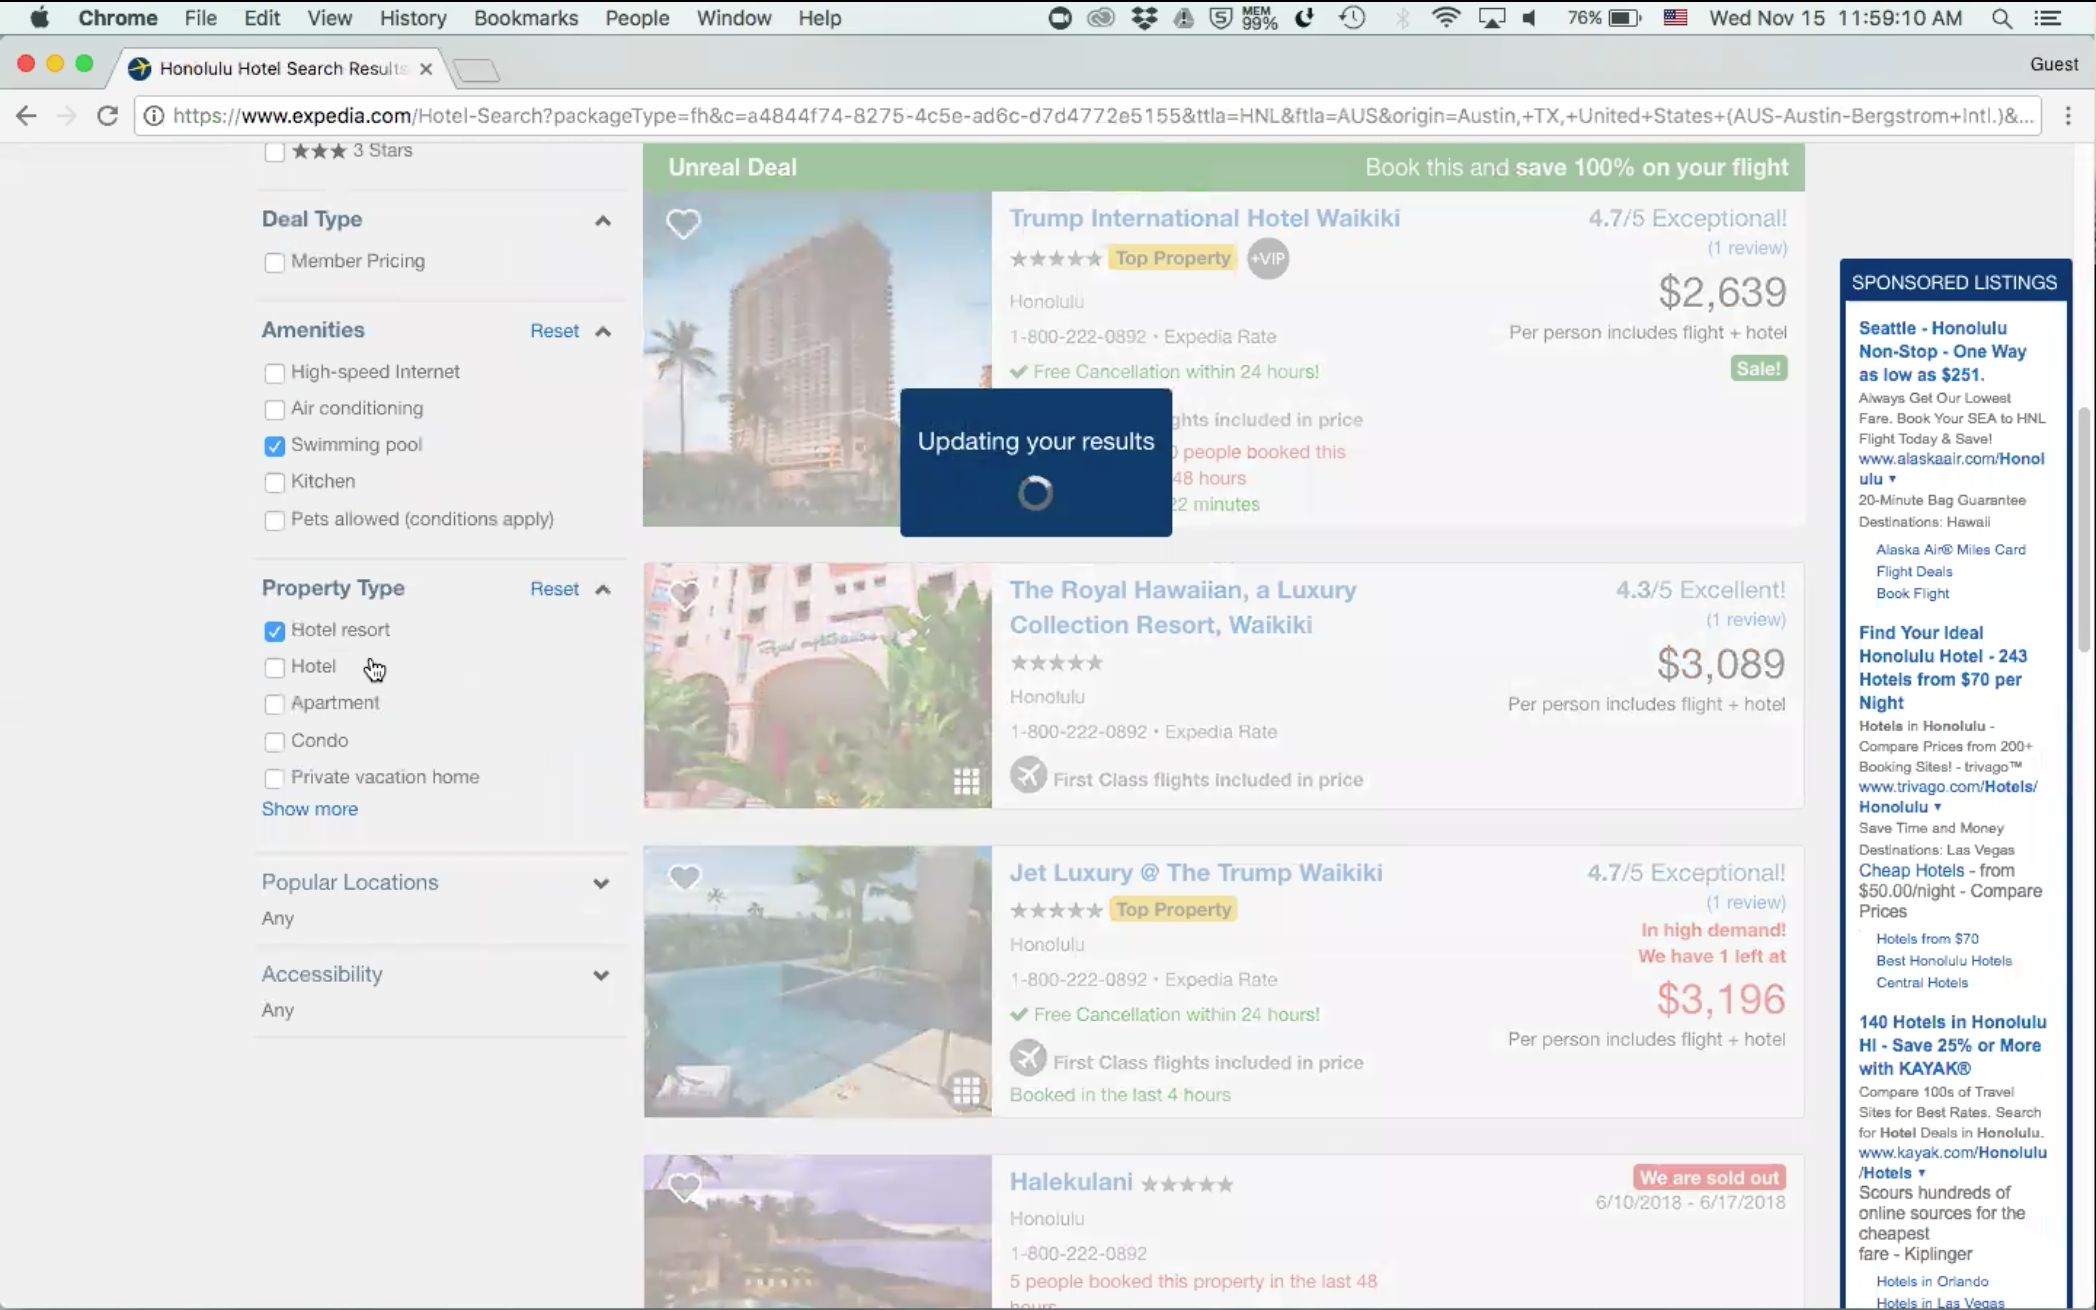 Chrome File Edit View History Bookmarks People Window Help
MEM 99%
76%
Wed Nov 15 11:59:10 AM
Honolulu Hotel Search Results
Guest
https://www.expedia.com/Hotel-Search?packageType=fh&c=a4844f74-8275-4c5e-ad6c-d7d4772e5155&ttla=HNL&ftla=AUS&origin=Austin,+TX,+United+States+(AUS-Austin-Bergstrom+Intl.)&...
★★★ 3 Stars
Deal Type
Member Pricing
Amenities Reset
High-speed Internet
Air conditioning
Swimming pool
Kitchen
Pets allowed (conditions apply)
Property Type Reset
Hotel resort
Hotel
Apartment
Condo
Private vacation home
Show more
Popular Locations
Any
Accessibility
Any
Unreal Deal
Book this and save 100% on your flight
Trump International Hotel Waikiki
★★★★★ Top Property +VIP
Honolulu
1-800-222-0892 • Expedia Rate
Free Cancellation within 24 hours!
ghts included in price
people booked this
48 hours
22 minutes
4.7/5 Exceptional!
(1 review)
$2,639
Per person includes flight + hotel
Sale!
Updating your results
The Royal Hawaiian, a Luxury
Collection Resort, Waikiki
★★★★★
Honolulu
1-800-222-0892 • Expedia Rate
First Class flights included in price
4.3/5 Excellent!
(1 review)
$3,089
Per person includes flight + hotel
Jet Luxury @ The Trump Waikiki
★★★★★ Top Property
Honolulu
1-800-222-0892 • Expedia Rate
Free Cancellation within 24 hours!
First Class flights included in price
Booked in the last 4 hours
4.7/5 Exceptional!
(1 review)
In high demand!
We have 1 left at
$3,196
Per person includes flight + hotel
Halekulani ★★★★★
Honolulu
1-800-222-0892
5 people booked this property in the last 48
hours
We are sold out
6/10/2018 - 6/17/2018
SPONSORED LISTINGS
Seattle - Honolulu
Non-Stop - One Way
as low as $251.
Always Get Our Lowest
Fare. Book Your SEA to HNL
Flight Today & Save!
www.alaskaair.com/Honol
ulu ▾
20-Minute Bag Guarantee
Destinations: Hawaii
Alaska Air® Miles Card
Flight Deals
Book Flight
Find Your Ideal
Honolulu Hotel - 243
Hotels from $70 per
Night
Hotels in Honolulu -
Compare Prices from 200+
Booking Sites! - trivago™
www.trivago.com/Hotels/
Honolulu ▾
Save Time and Money
Destinations: Las Vegas
Cheap Hotels - from
$50.00/night - Compare
Prices
Hotels from $70
Best Honolulu Hotels
Central Hotels
140 Hotels in Honolulu
HI - Save 25% or More
with KAYAK®
Compare 100s of Travel
Sites for Best Rates. Search
for Hotel Deals in Honolulu.
www.kayak.com/Honolulu
/Hotels ▾
Scours hundreds of
online sources for the
cheapest
fare - Kiplinger
Hotels in Orlando
Hotels in Las Vegas